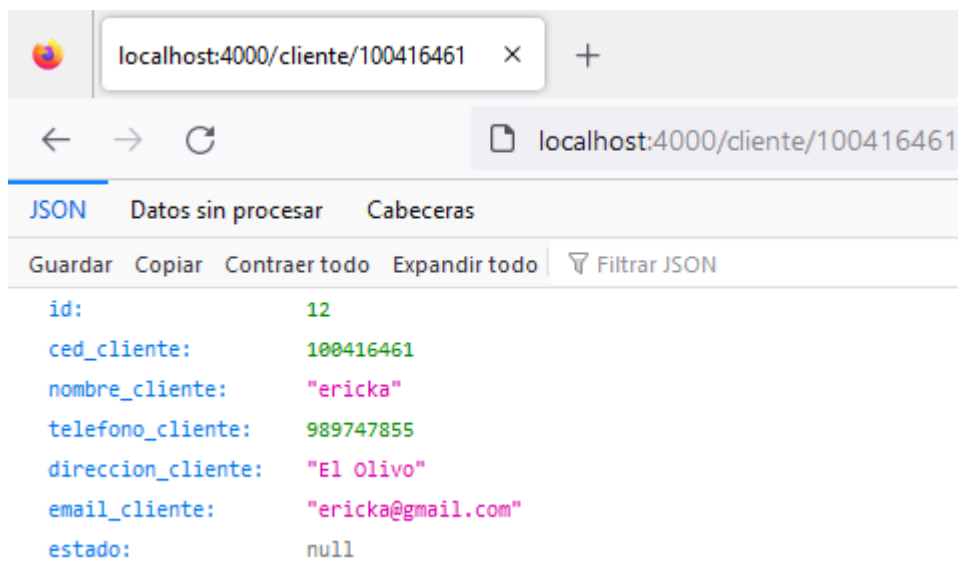 localhost:4000/cliente/100416461
localhost:4000/cliente/100416461
JSON Datos sin procesar Cabeceras
Guardar Copiar Contraer todo Expandir todo Filtrar JSON
id: 12
ced_cliente: 100416461
nombre_cliente: "ericka"
telefono_cliente: 989747855
direccion_cliente: "El Olivo"
email_cliente: "ericka@gmail.com"
estado: null